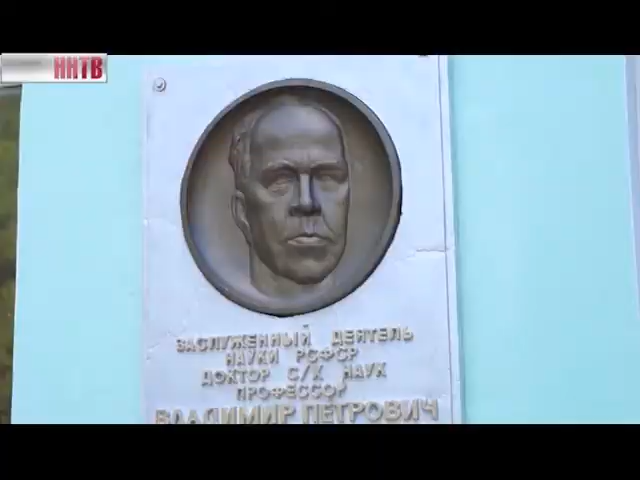 ННТВ
ЗАСЛУЖЕННЫЙ ДЕЯТЕЛЬ
НАУКИ РСФСР
ДОКТОР С/Х НАУК
ПРОФЕССОР
ВЛАДИМИР ПЕТРОВИЧ